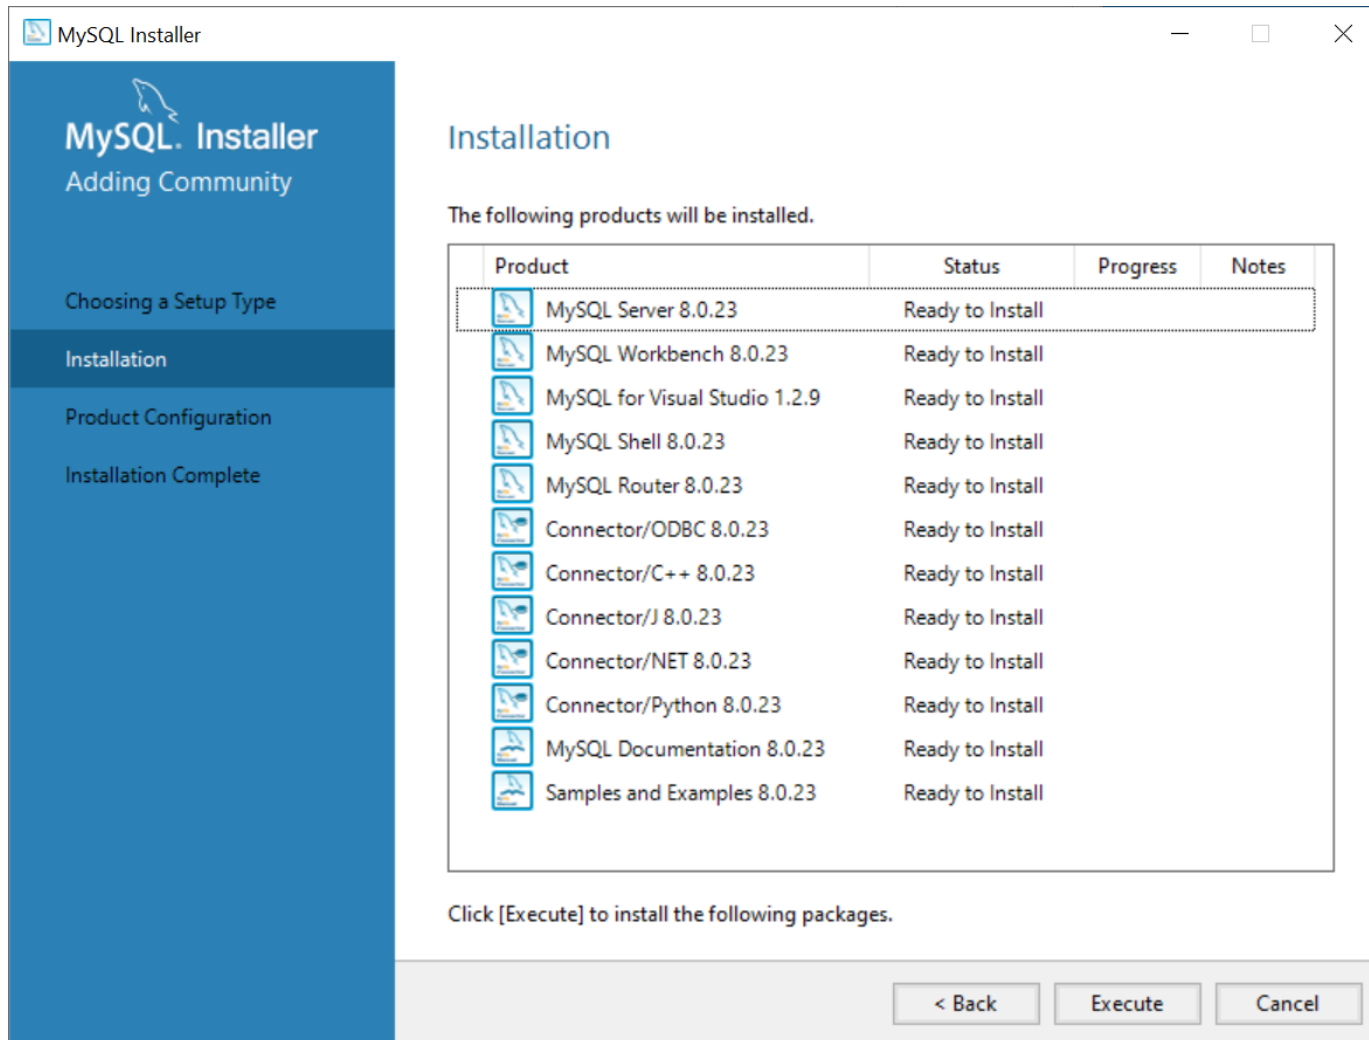 MySQL Installer
MySQL. Installer
Adding Community
Choosing a Setup Type
Installation
Product Configuration
Installation Complete
Installation
The following products will be installed.
Product Status Progress Notes
MySQL Server 8.0.23 Ready to Install
MySQL Workbench 8.0.23 Ready to Install
MySQL for Visual Studio 1.2.9 Ready to Install
MySQL Shell 8.0.23 Ready to Install
MySQL Router 8.0.23 Ready to Install
Connector/ODBC 8.0.23 Ready to Install
Connector/C++ 8.0.23 Ready to Install
Connector/J 8.0.23 Ready to Install
Connector/NET 8.0.23 Ready to Install
Connector/Python 8.0.23 Ready to Install
MySQL Documentation 8.0.23 Ready to Install
Samples and Examples 8.0.23 Ready to Install
Click [Execute] to install the following packages.
< Back Execute Cancel